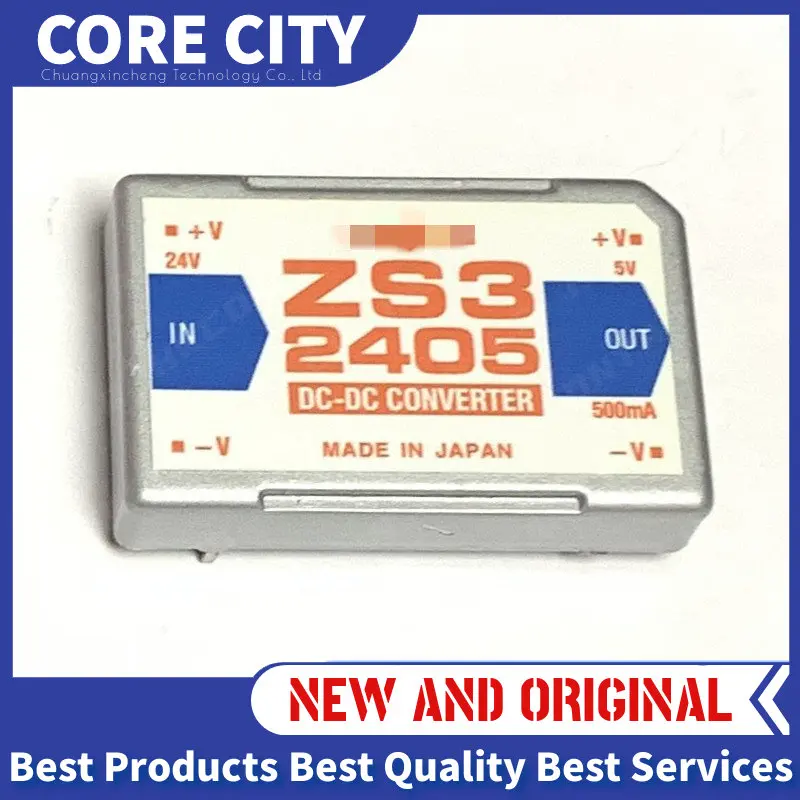 CORE CITY
Chuangxincheng Technology Co., Ltd
+V +V
24V 5V
ZS3
IN OUT
2405
DC-DC CONVERTER 500mA
-V MADE IN JAPAN -V
NEW AND ORIGINAL
Best Products Best Quality Best Services